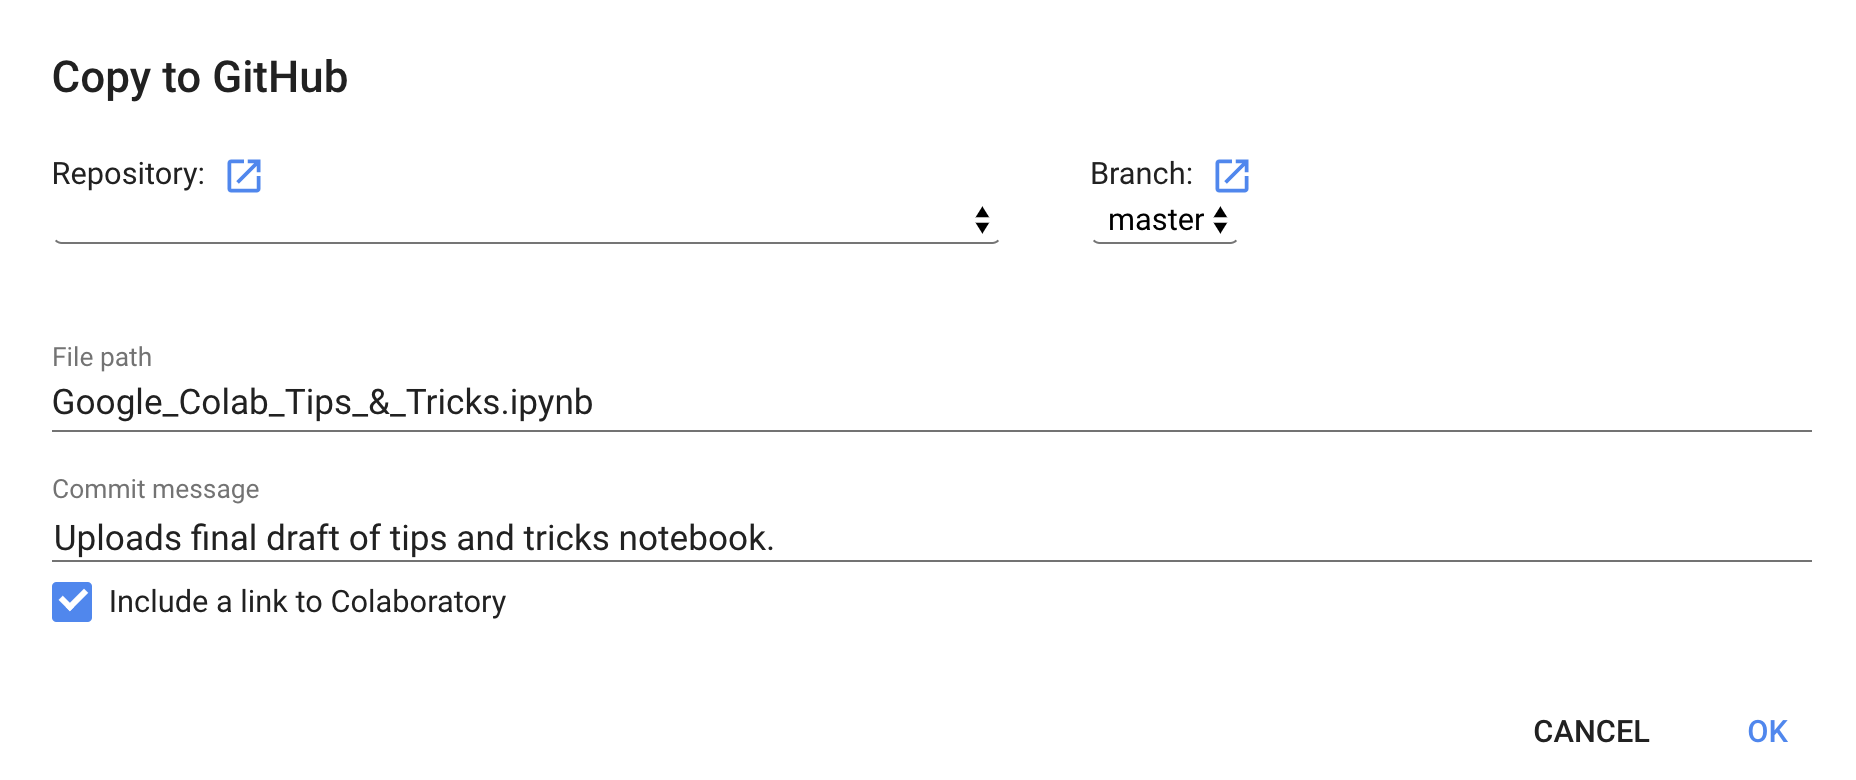 Copy to GitHub
Repository:
Branch:
master
File path
Google_Colab_Tips_&_Tricks.ipynb
Commit message
Uploads final draft of tips and tricks notebook.
Include a link to Colaboratory
CANCEL
OK